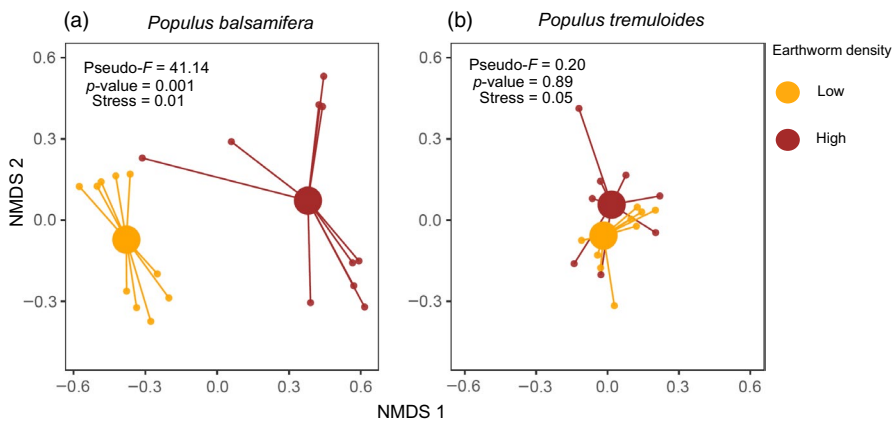 (a)
Populus balsamifera
(b)
Populus tremuloides
Pseudo-F = 41.14
p-value = 0.001
Stress = 0.01
Pseudo-F = 0.20
p-value = 0.89
Stress = 0.05
Earthworm density
Low
High
NMDS 2
0.6
0.3
0.0
−0.3
0.6
0.3
0.0
−0.3
−0.6 −0.3 0.0 0.3 0.6
−0.6 −0.3 0.0 0.3 0.6
NMDS 1